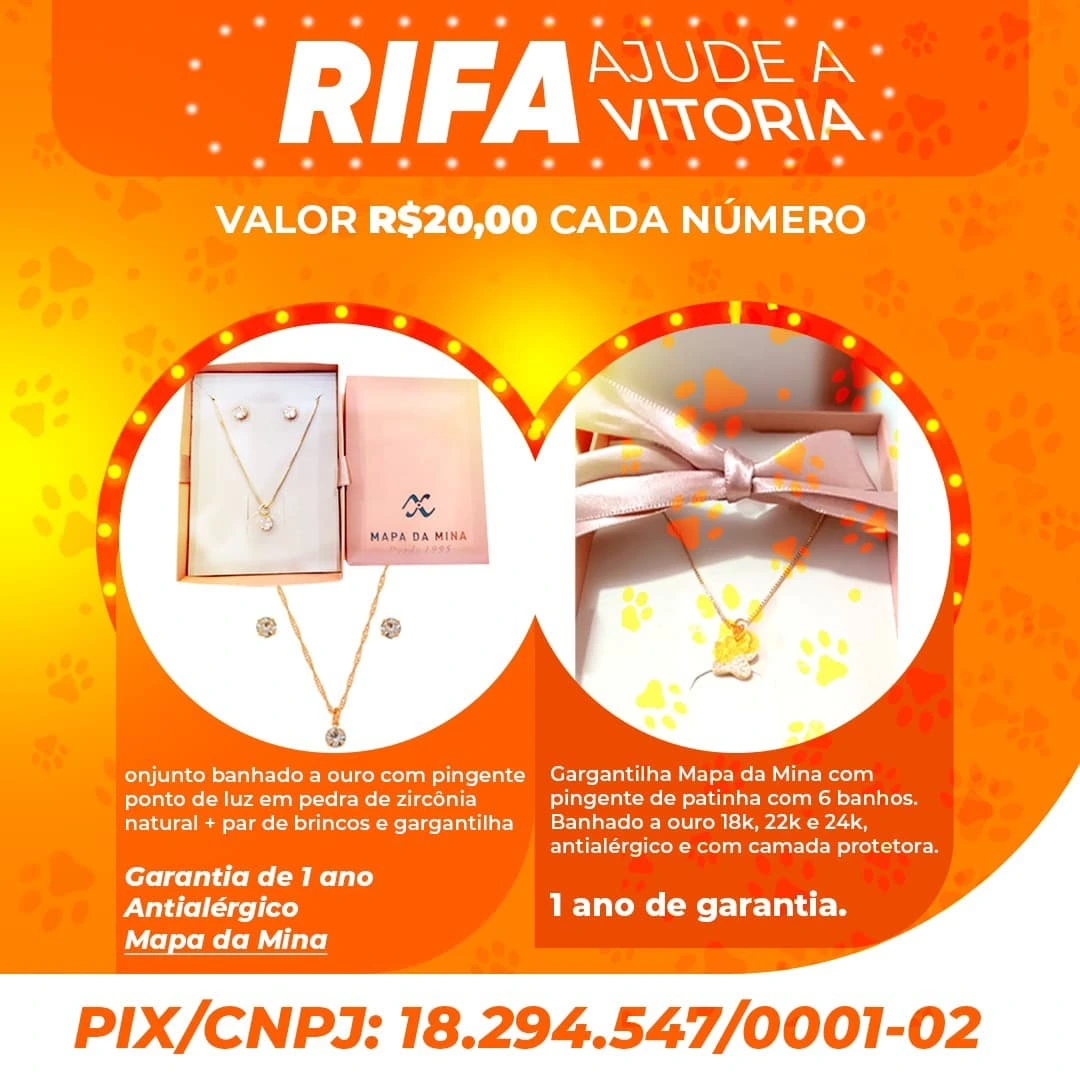 RIFA AJUDE A
VITORIA
VALOR R$20,00 CADA NÚMERO
MAPA DA MINA
Desde 1995
onjunto banhado a ouro com pingente
ponto de luz em pedra de zircônia
natural + par de brincos e gargantilha
Garantia de 1 ano
Antialérgico
Mapa da Mina
Gargantilha Mapa da Mina com
pingente de patinha com 6 banhos.
Banhado a ouro 18k, 22k e 24k,
antialérgico e com camada protetora.
1 ano de garantia.
PIX/CNPJ: 18.294.547/0001-02